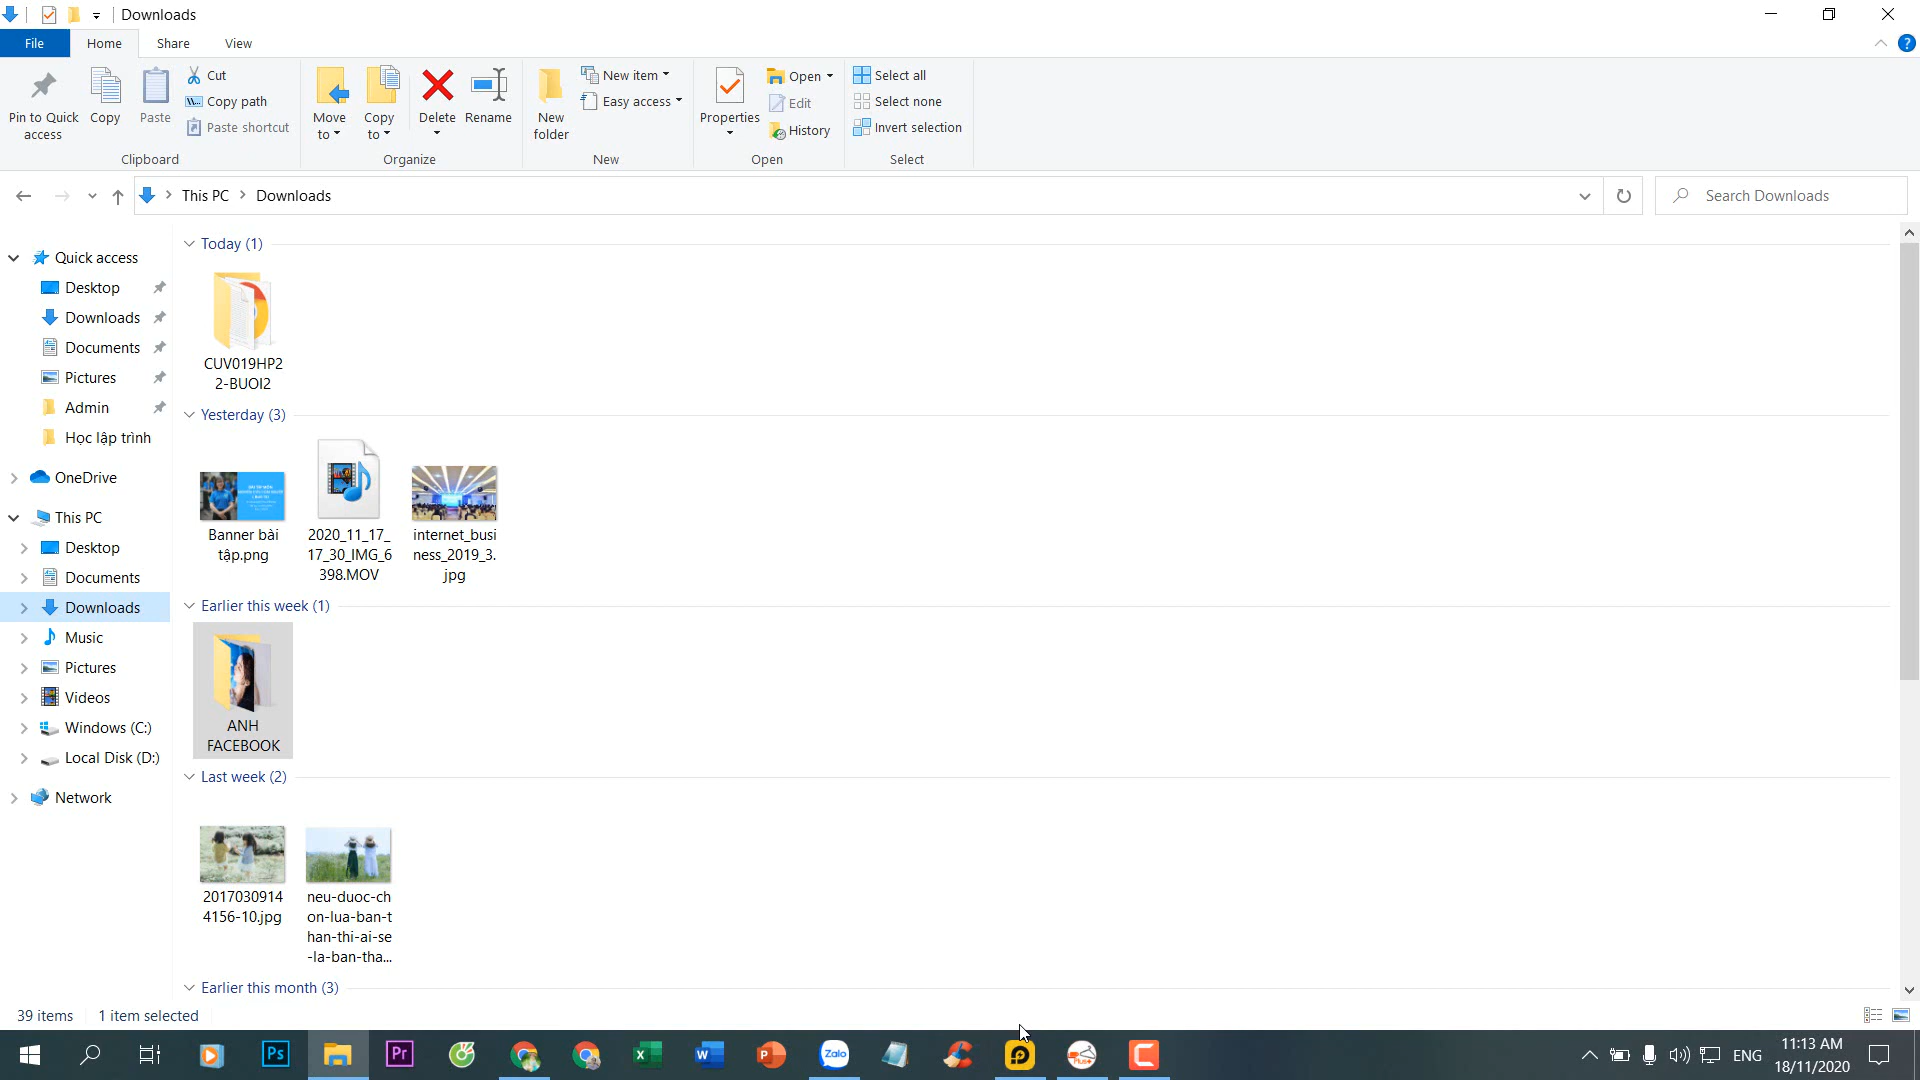 Downloads
File
Home
Share
View
Pin to Quick
access
Copy
Paste
Cut
Copy path
Paste shortcut
Clipboard
Move
to
Copy
to
Delete
Rename
Organize
New
folder
New item
Easy access
New
Properties
Open
Edit
History
Open
Select all
Select none
Invert selection
Select
This PC
Downloads
Search Downloads
Quick access
Desktop
Downloads
Documents
Pictures
Admin
Học lập trình
OneDrive
This PC
Desktop
Documents
Downloads
Music
Pictures
Videos
Windows (C:)
Local Disk (D:)
Network
Today (1)
CUV019HP2
2-BUOI2
Yesterday (3)
Banner bài
tập.png
2020_11_17_
17_30_IMG_6
398.MOV
internet_busi
ness_2019_3.
jpg
Earlier this week (1)
ANH
FACEBOOK
Last week (2)
2017030914
4156-10.jpg
neu-duoc-ch
on-lua-ban-t
han-thi-ai-se
-la-ban-tha...
Earlier this month (3)
39 items
1 item selected
Ps
Pr
Zalo
ENG
11:13 AM
18/11/2020